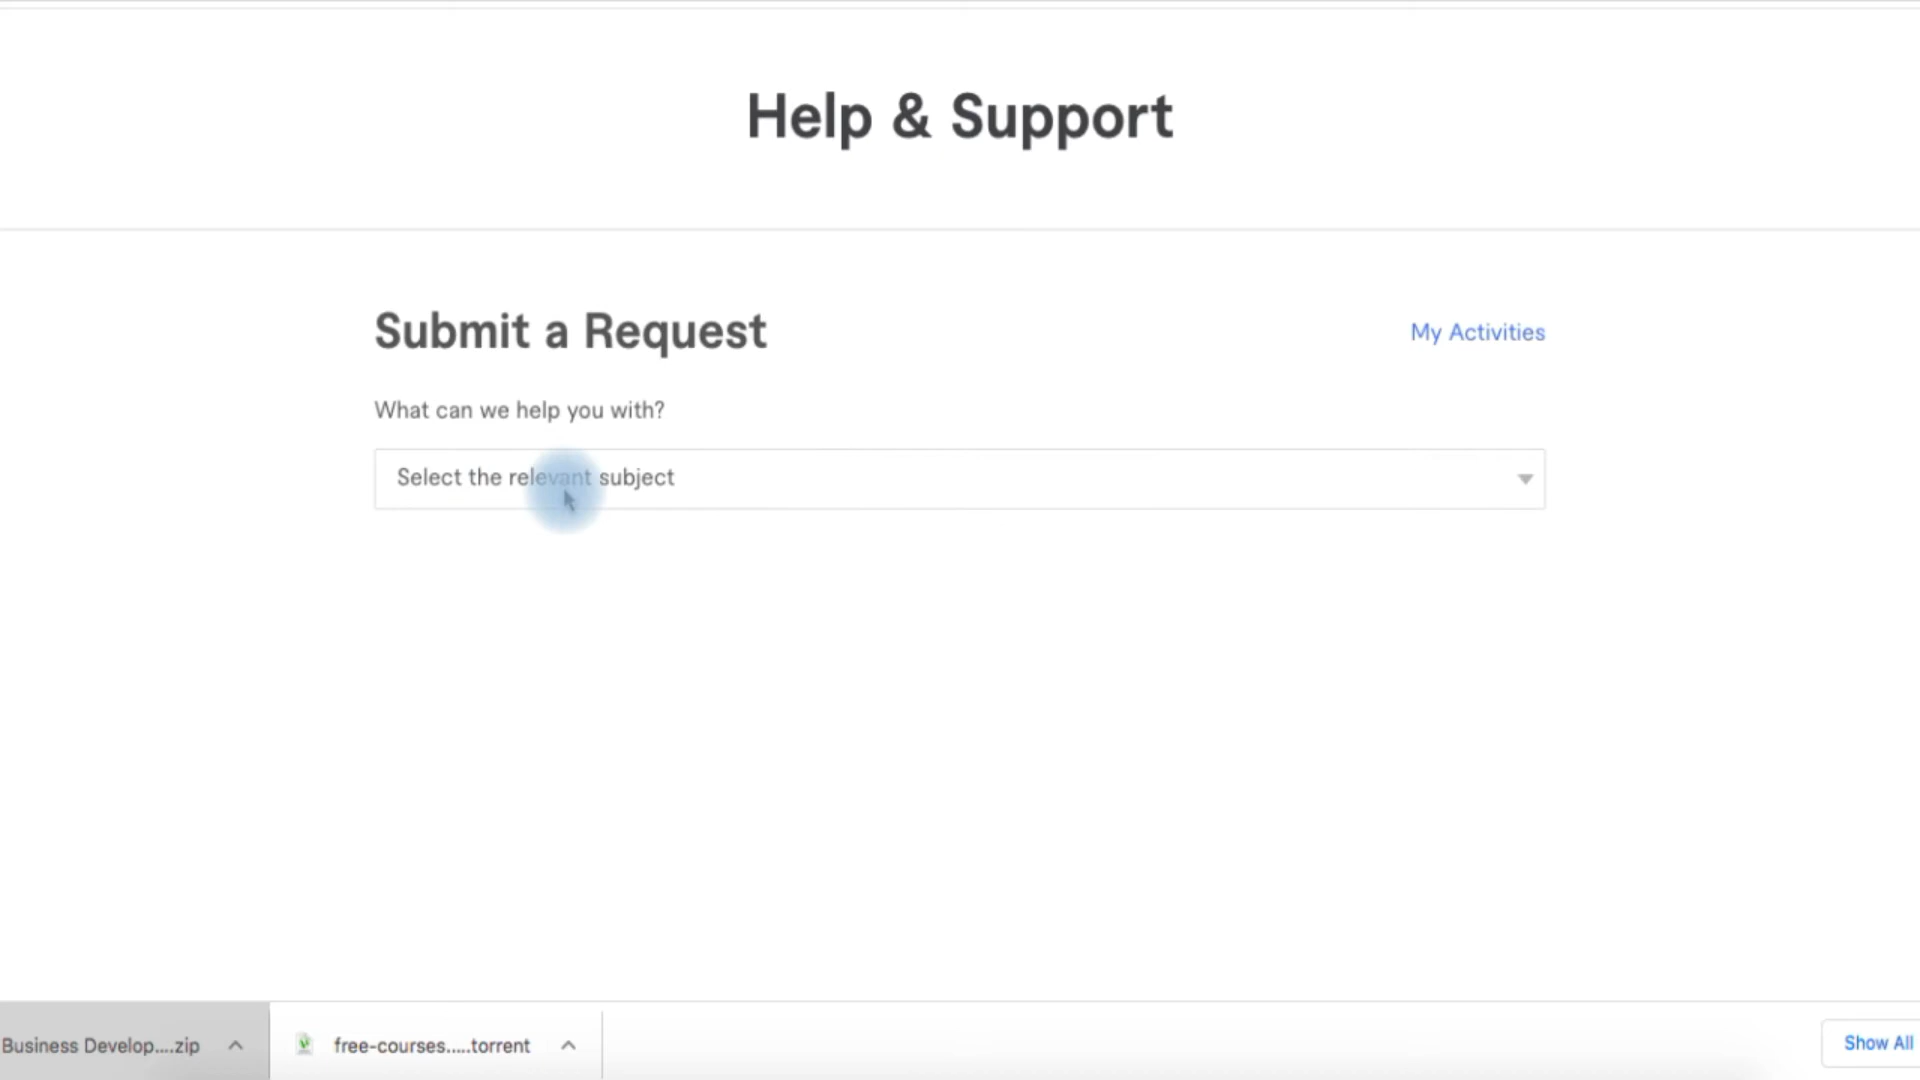 Help & Support
Submit a Request
My Activities
What can we help you with?
Select the relevant subject
Business Develop....zip
free-courses.....torrent
Show All